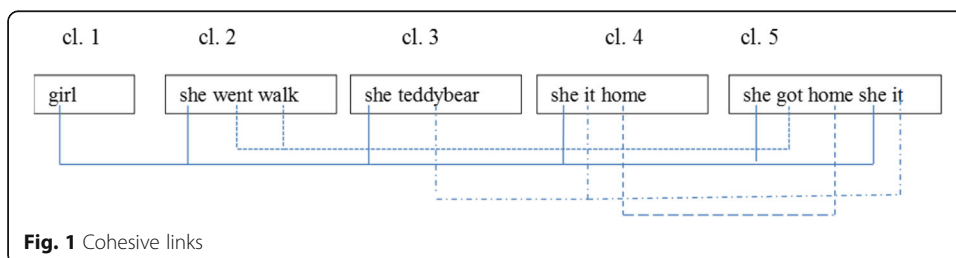 cl. 1 cl. 2 cl. 3 cl. 4 cl. 5
girl she went walk she teddybear she it home she got home she it
Fig. 1 Cohesive links